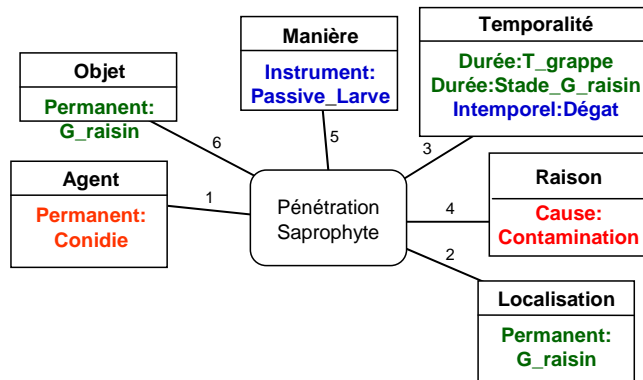 Temporalité
Durée:T_grappe
Durée:Stade_G_raisin
Intemporel:Dégat
Manière
Instrument:
Passive_Larve
Objet
Permanent:
G_raisin
6
5
3
Agent
Permanent:
Conidie
1
Pénétration
Saprophyte
4
Raison
Cause:
Contamination
2
Localisation
Permanent:
G_raisin